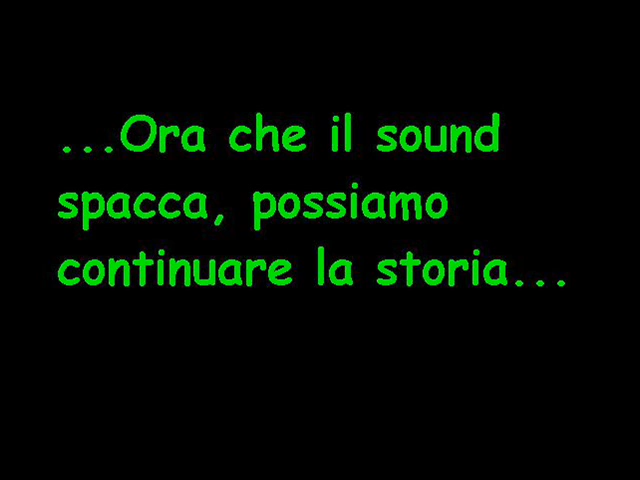 ...Ora che il sound
spacca, possiamo
continuare la storia...